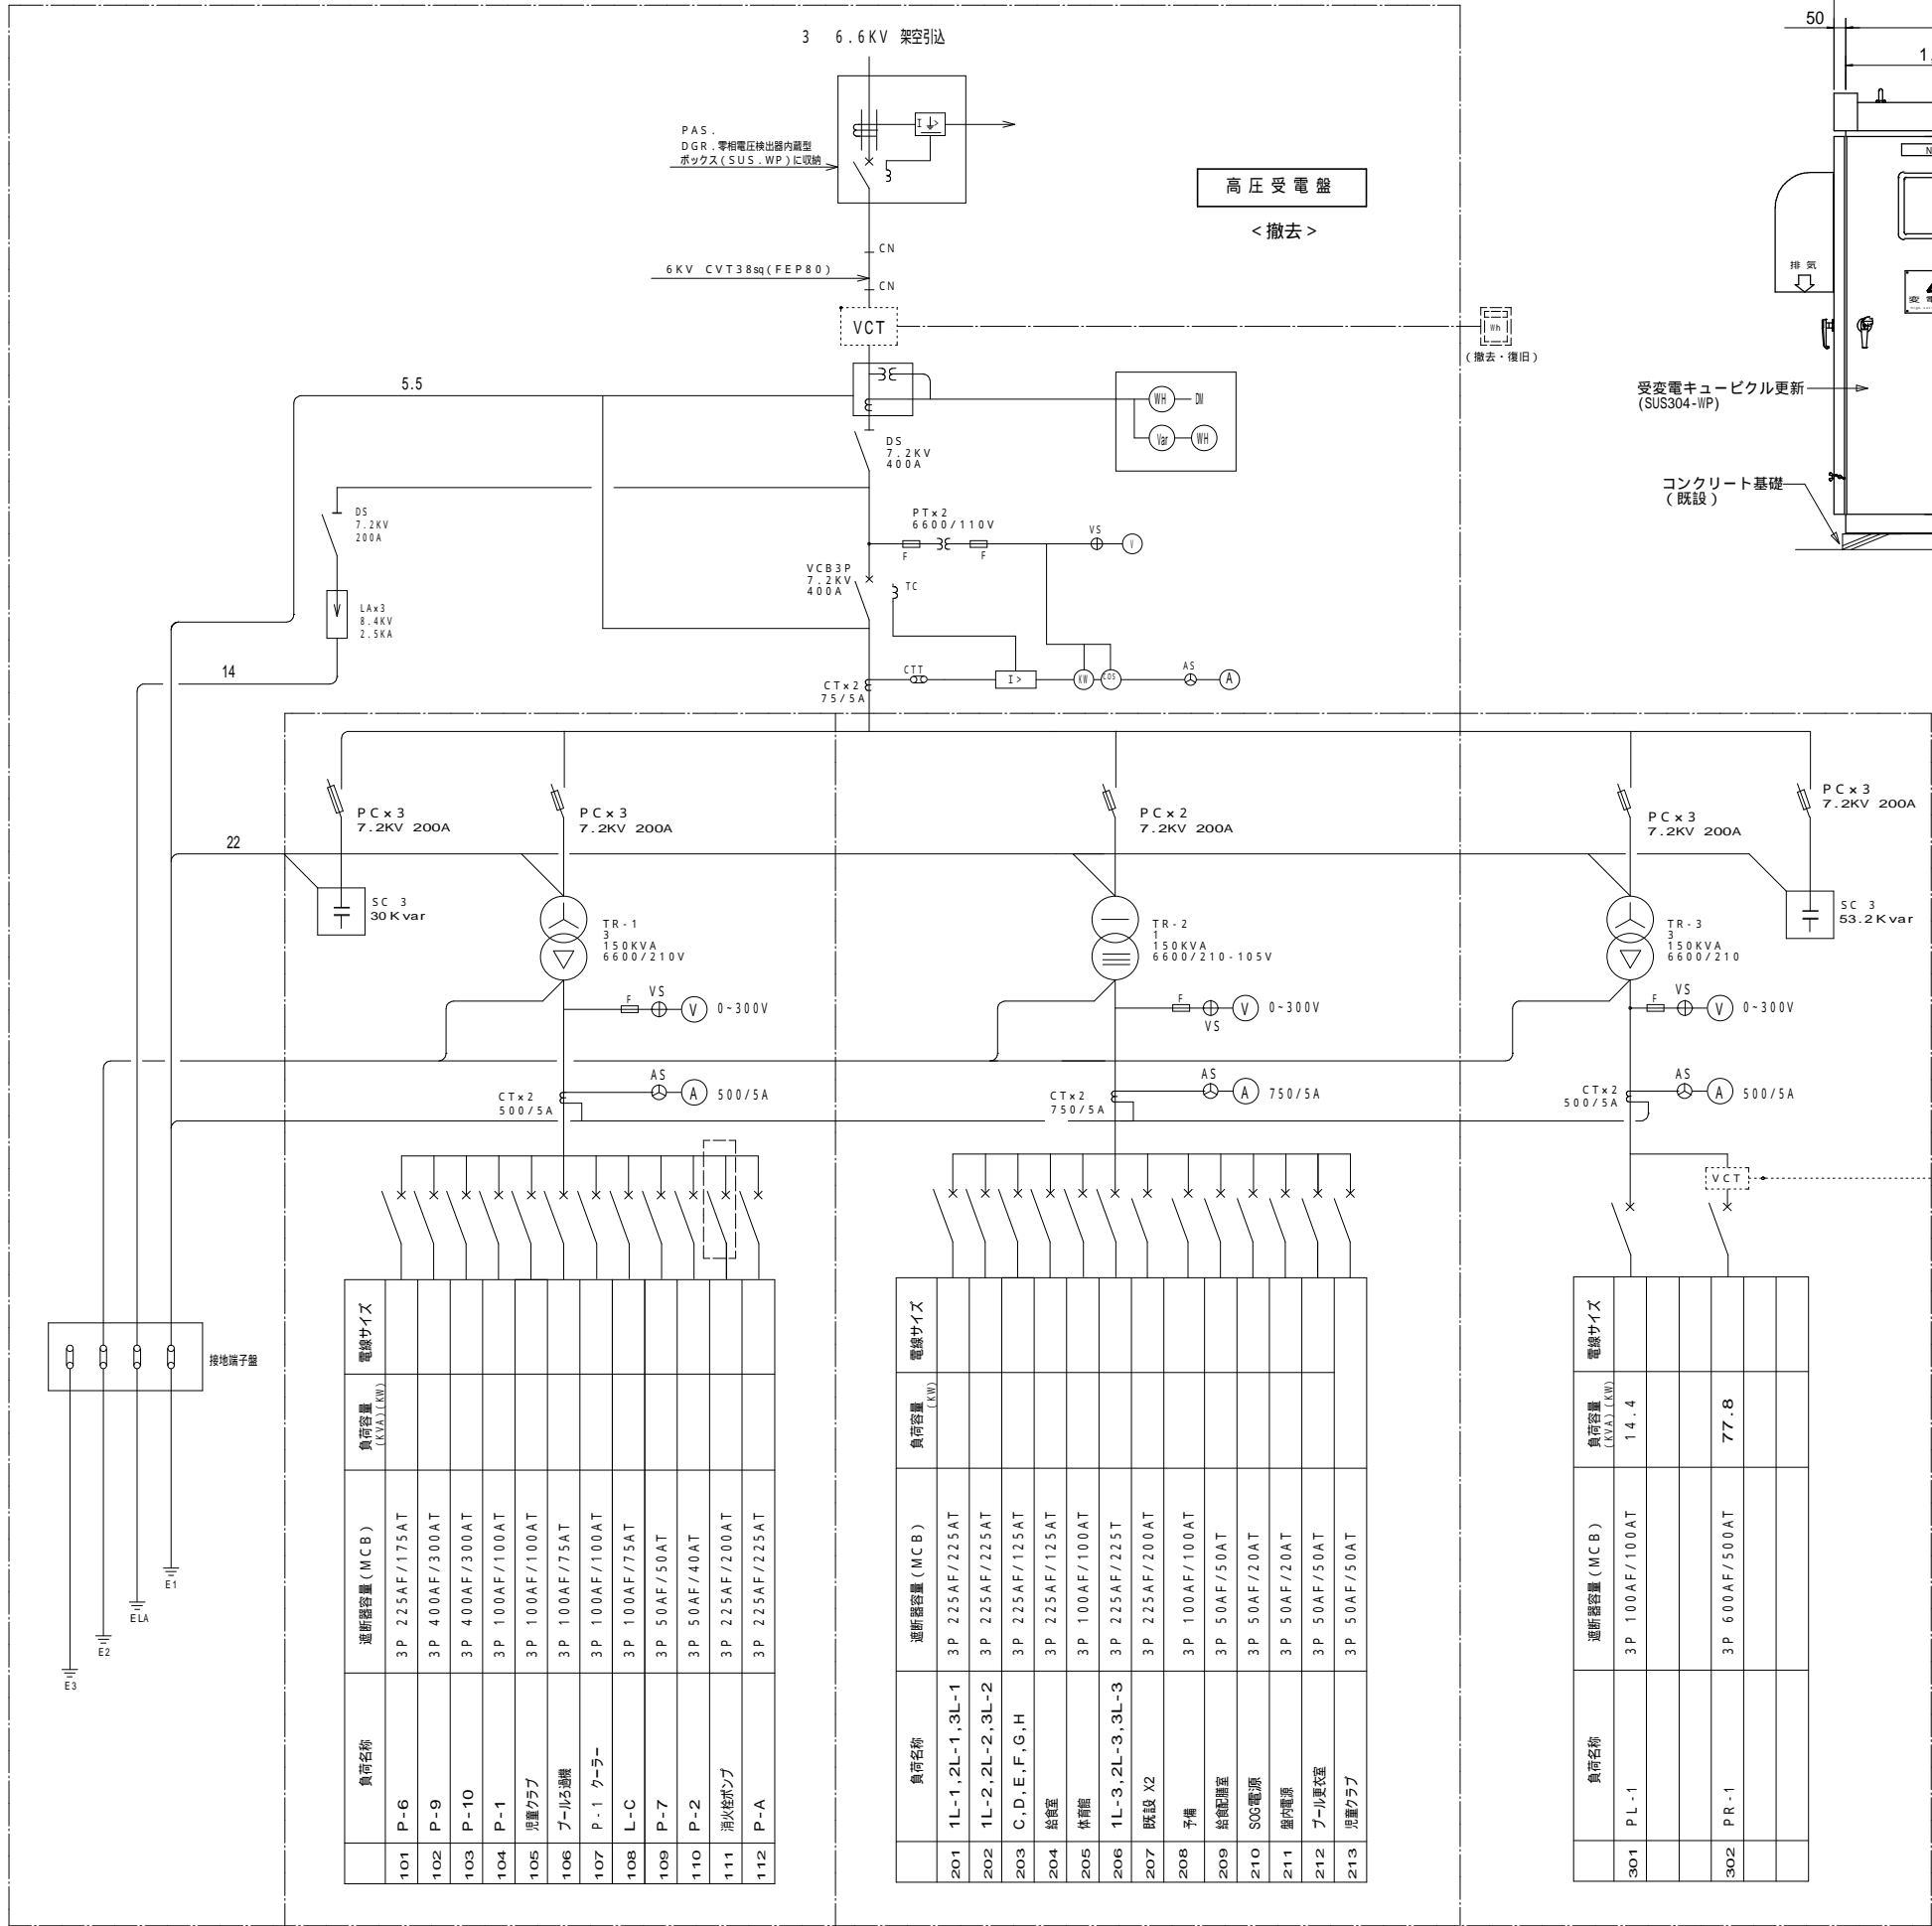 3 6.6KV 架空引込
PAS.
DGR.零相電圧検出器内蔵型
ボックス(SUS.WP)に収納
I
高圧受電盤
<撤去>
CN
6KV CVT38sq(FEP80)
CN
VCT
Wh
(撤去・復旧)
50
1
N
排気
変電
受変電キュービクル更新
(SUS304-WP)
コンクリート基礎
(既設)
5.5
WH
DM
Var
WH
DS
7.2KV
400A
DS
7.2KV
200A
PTx2
6600/110V
F
F
VS
V
VCB3P
7.2KV
400A
TC
LAx3
8.4KV
2.5KA
14
CTx2
75/5A
CTT
I>
KW
COS
AS
A
PCx3
7.2KV 200A
PCx3
7.2KV 200A
PCx2
7.2KV 200A
PCx3
7.2KV 200A
PCx3
7.2KV 200A
22
SC 3
30Kvar
TR-1
3
150KVA
6600/210V
TR-2
1
150KVA
6600/210-105V
TR-3
3
150KVA
6600/210
SC 3
53.2Kvar
F
VS
V
0~300V
F
VS
V
0~300V
F
VS
V
0~300V
CTx2
500/5A
AS
A
500/5A
CTx2
750/5A
AS
A
750/5A
CTx2
500/5A
AS
A
500/5A
VCT
接地端子盤
E1
ELA
E2
E3
負荷名称 遮断器容量(MCB) 負荷容量(KVA)(KW) 電線サイズ
101 P-6 3P 225AF/175AT
102 P-9 3P 400AF/300AT
103 P-10 3P 400AF/300AT
104 P-1 3P 100AF/100AT
105 児童クラブ 3P 100AF/100AT
106 プールろ過機 3P 100AF/75AT
107 P-1 クーラー 3P 100AF/100AT
108 L-C 3P 100AF/75AT
109 P-7 3P 50AF/50AT
110 P-2 3P 50AF/40AT
111 消火栓ポンプ 3P 225AF/200AT
112 P-A 3P 225AF/225AT
負荷名称 遮断器容量(MCB) 負荷容量(KW) 電線サイズ
201 1L-1,2L-1,3L-1 3P 225AF/225AT
202 1L-2,2L-2,3L-2 3P 225AF/225AT
203 C,D,E,F,G,H 3P 225AF/125AT
204 給食室 3P 225AF/125AT
205 体育館 3P 100AF/100AT
206 1L-3,2L-3,3L-3 3P 225AF/225T
207 既設 X2 3P 225AF/200AT
208 予備 3P 100AF/100AT
209 給食配膳室 3P 50AF/50AT
210 SOG電源 3P 50AF/20AT
211 盤内電源 3P 50AF/20AT
212 プール更衣室 3P 50AF/50AT
213 児童クラブ 3P 50AF/50AT
負荷名称 遮断器容量(MCB) 負荷容量(KVA)(KW) 電線サイズ
301 PL-1 3P 100AF/100AT 14.4
302 PR-1 3P 600AF/500AT 77.8